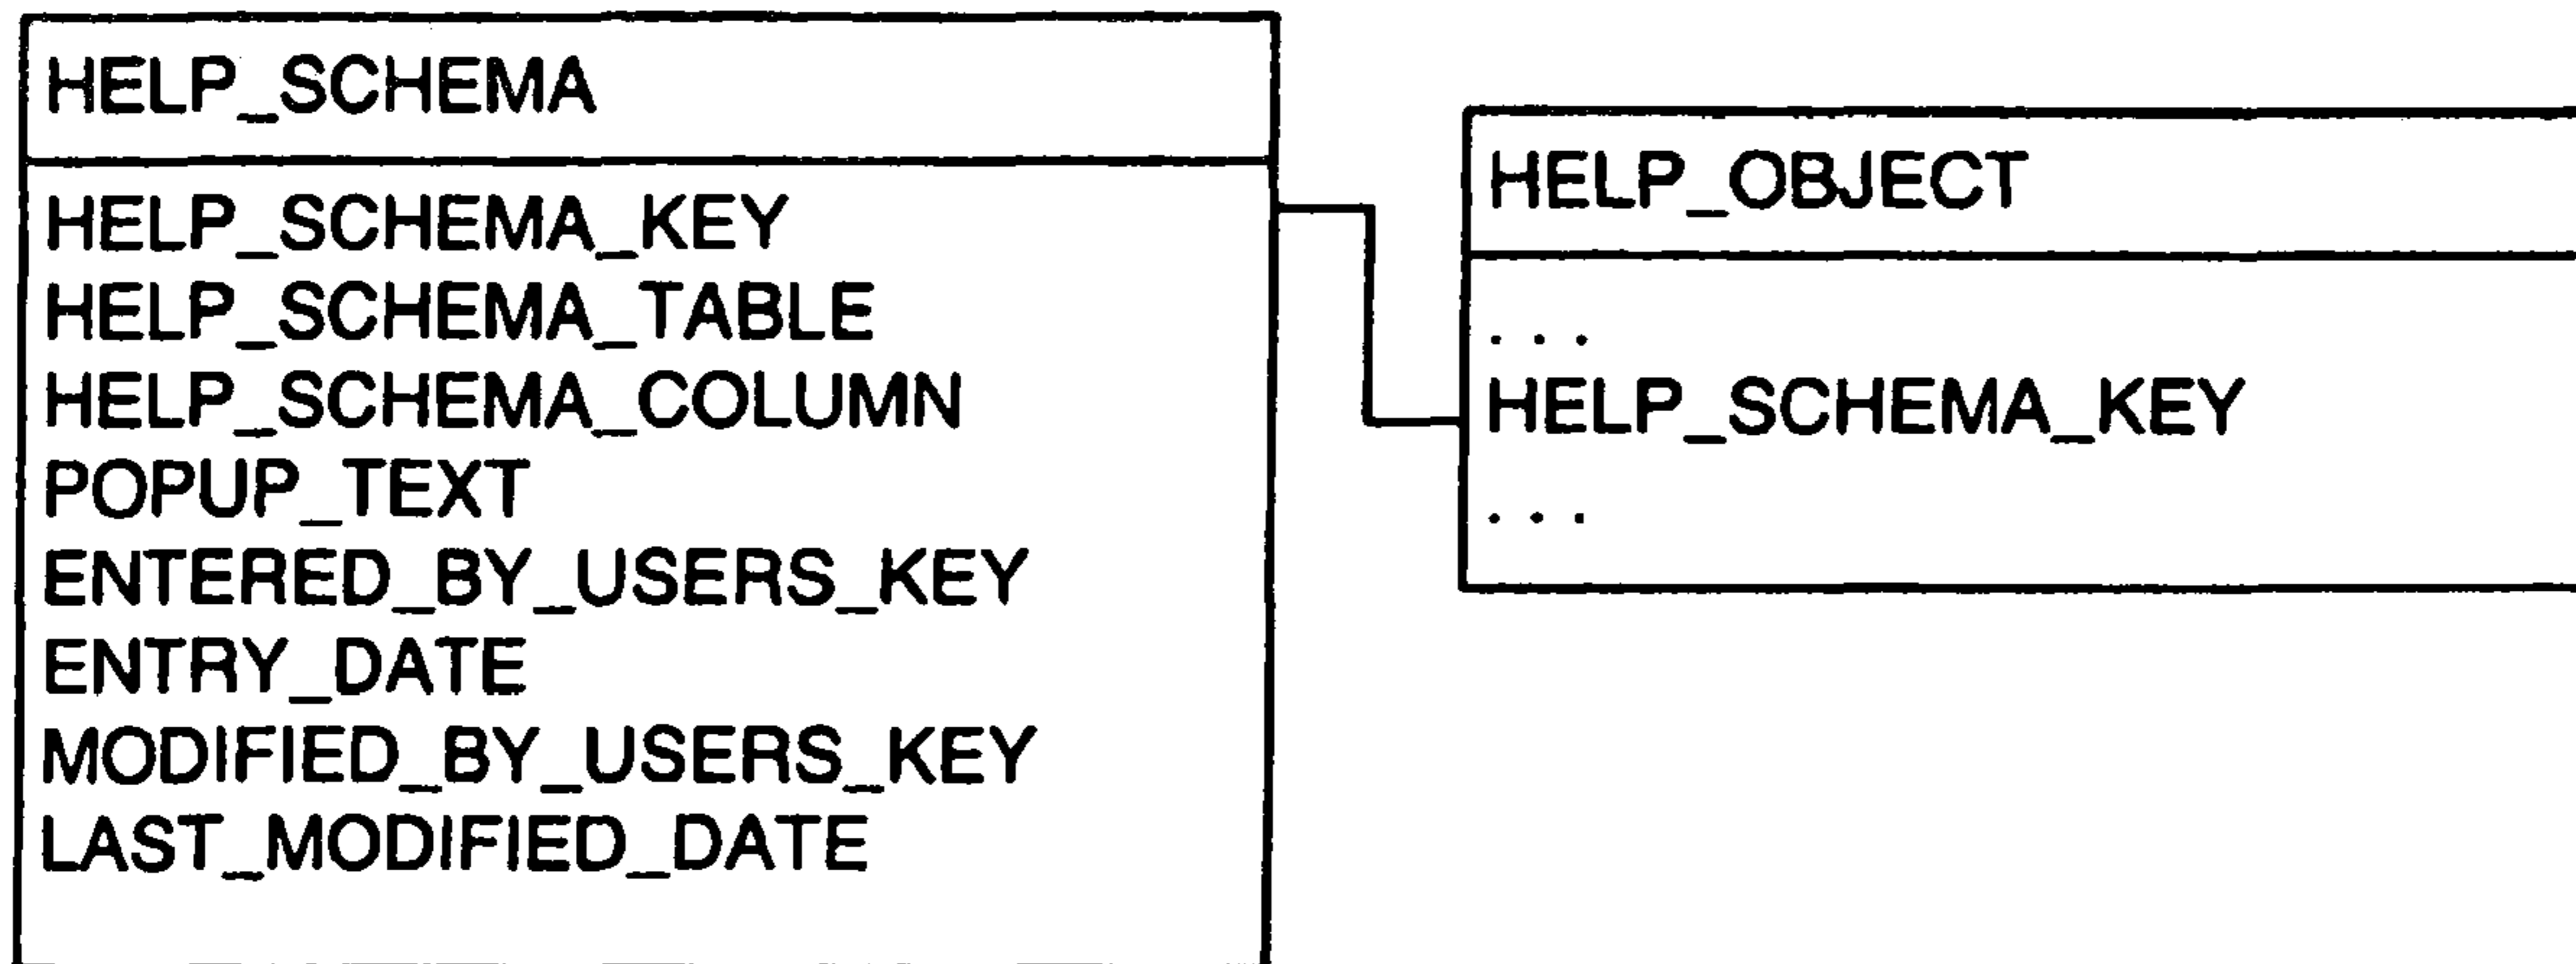 HELP_SCHEMA
HELP_SCHEMA_KEY
HELP_SCHEMA_TABLE
HELP_SCHEMA_COLUMN
POPUP_TEXT
ENTERED_BY_USERS_KEY
ENTRY_DATE
MODIFIED_BY_USERS_KEY
LAST_MODIFIED_DATE
HELP_OBJECT
. . .
HELP_SCHEMA_KEY
. . .